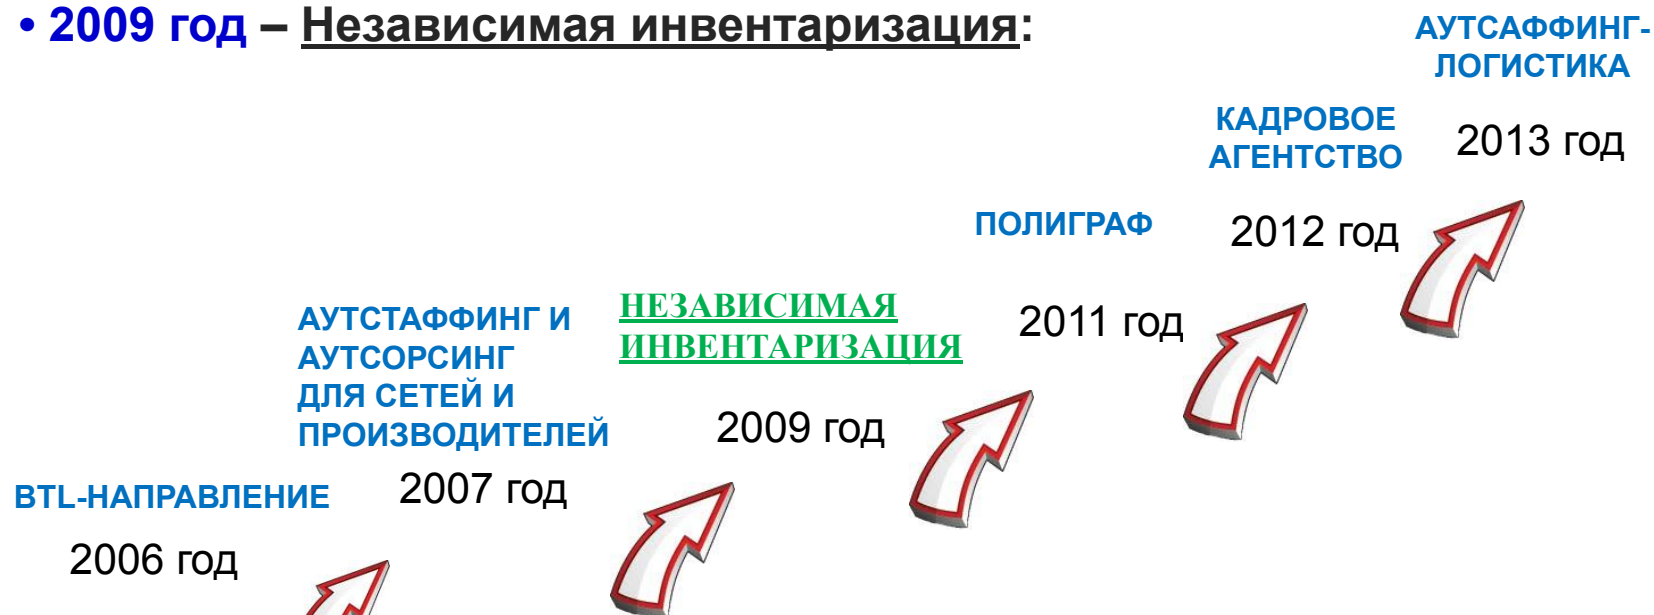 • 2009 год – Независимая инвентаризация:
АУТСАФФИНГ-
ЛОГИСТИКА
2013 год
КАДРОВОЕ
АГЕНТСТВО
2012 год
ПОЛИГРАФ
2011 год
НЕЗАВИСИМАЯ
ИНВЕНТАРИЗАЦИЯ
2009 год
АУТСТАФФИНГ И
АУТСОРСИНГ
ДЛЯ СЕТЕЙ И
ПРОИЗВОДИТЕЛЕЙ
2007 год
BTL-НАПРАВЛЕНИЕ
2006 год